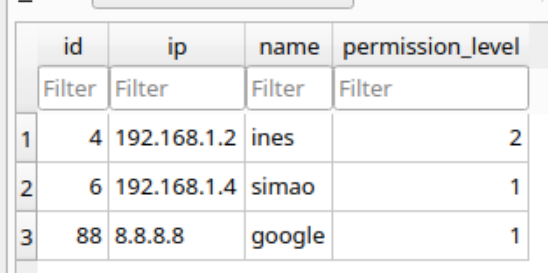 id ip name permission_level
Filter Filter Filter Filter
1 4 192.168.1.2 ines 2
2 6 192.168.1.4 simao 1
3 88 8.8.8.8 google 1